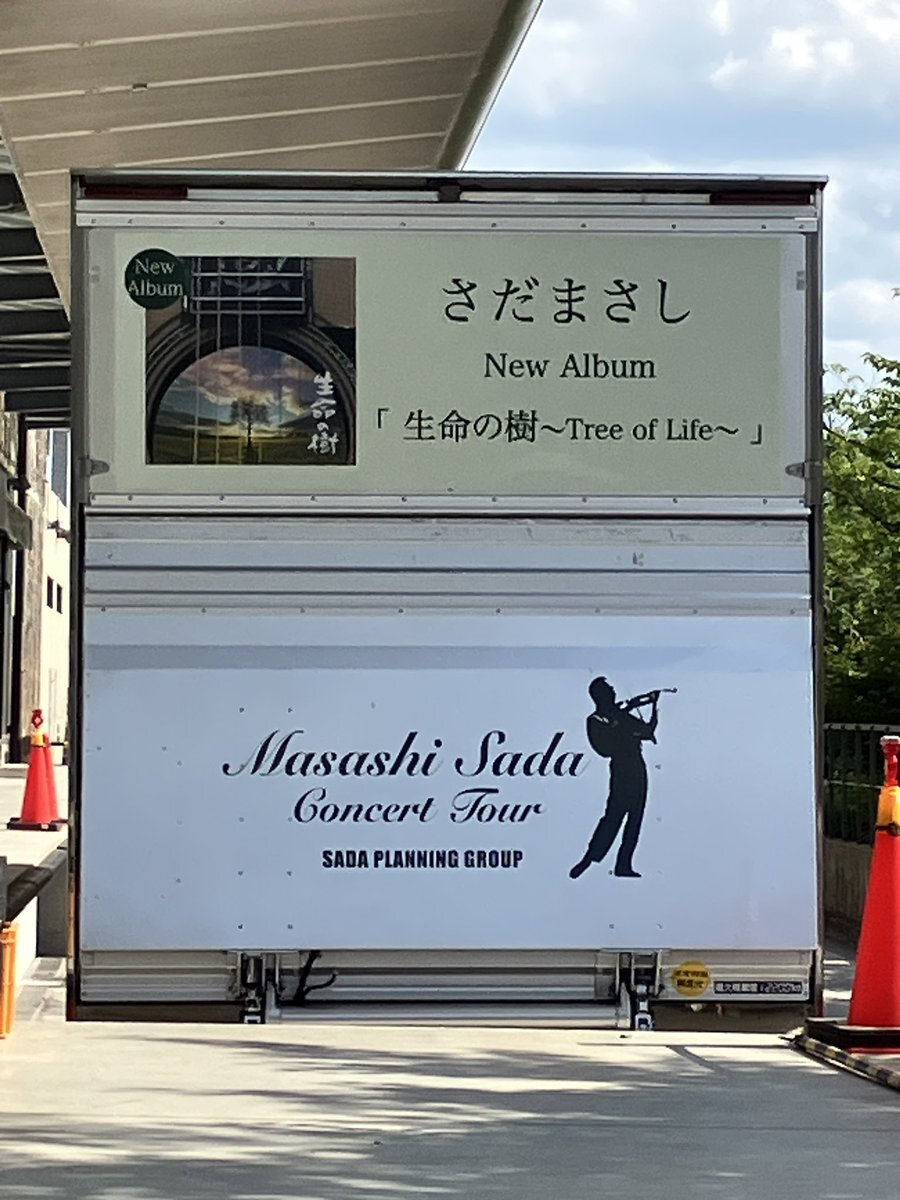 New
Album
生命の樹
さだまさし
New Album
「 生命の樹～Tree of Life～ 」
Masashi Sada
Concert Tour
SADA PLANNING GROUP